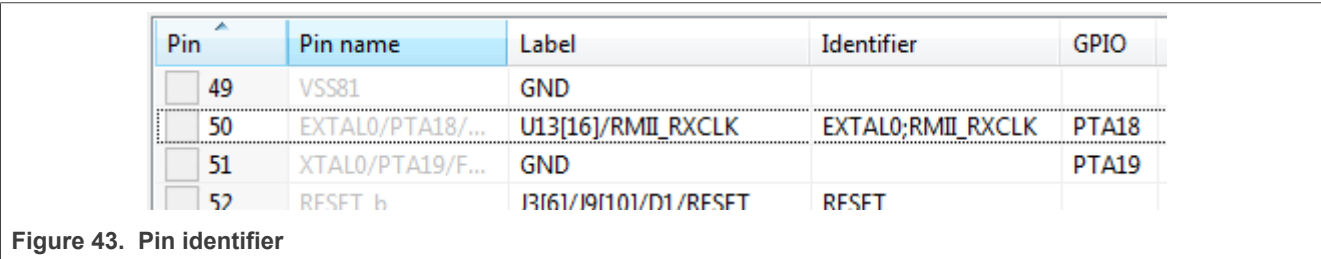 Pin Pin name Label Identifier GPIO
49 VSS81 GND
50 EXTAL0/PTA18/... U13[16]/RMII_RXCLK EXTAL0;RMII_RXCLK PTA18
51 XTAL0/PTA19/F... GND PTA19
52 RESET_b J3[6]/J9[10]/D1/RESET RESET
Figure 43. Pin identifier